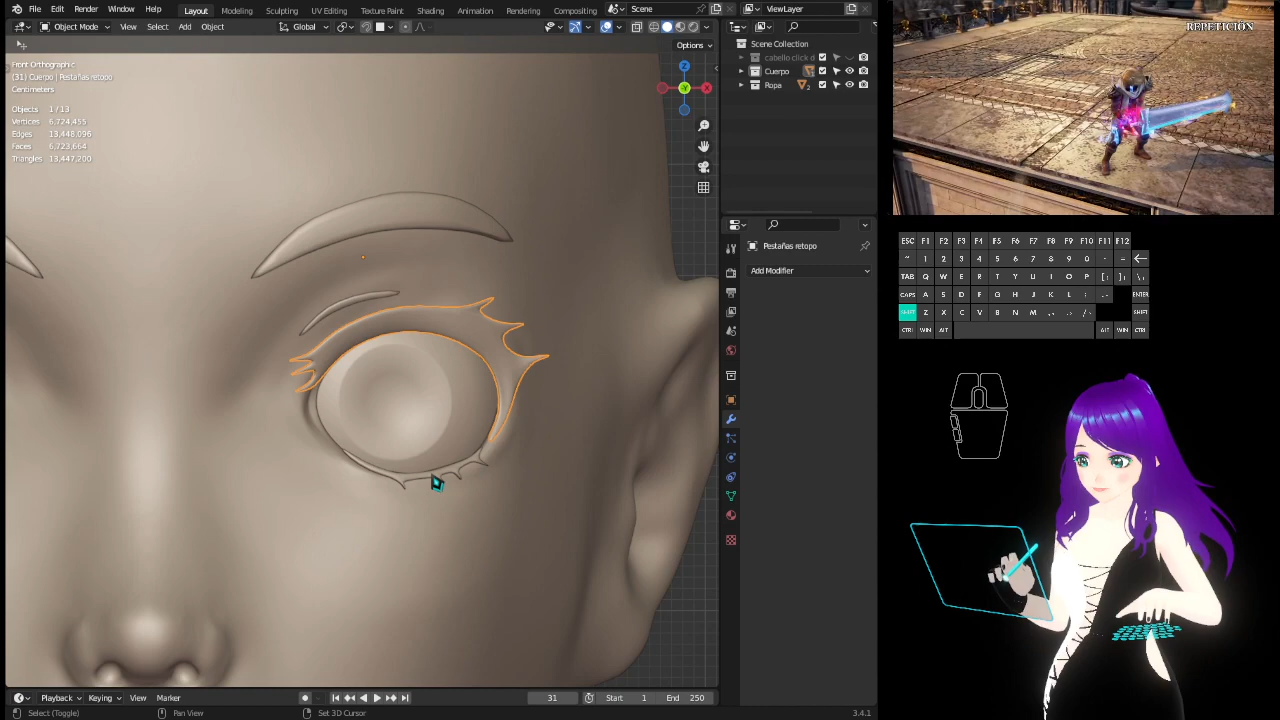 File Edit Render Window Help Layout Modeling Sculpting UV Editing Texture Paint Shading Animation Rendering Compositing Scene ViewLayer
Object Mode View Select Add Object Global
Options
Front Orthographic
(31) Cuerpo | Pestañas retopo
Centimeters
Objects 1 / 13
Vertices 6,724,455
Edges 13,448,096
Faces 6,723,664
Triangles 13,447,200
Z
X
Y
Scene Collection
cabello click d
Cuerpo
Ropa 2
Pestañas retopo
Add Modifier
REPETICIÓN
ESC F1 F2 F3 F4 F5 F6 F7 F8 F9 F10 F11 F12
~ 1 2 3 4 5 6 7 8 9 0 - =
TAB Q W E R T Y U I O P
CAPS A S D F G H J K L ENTER
SHIFT Z X C V B N M SHIFT
CTRL WIN ALT ALT WIN CTRL
Playback Keying View Marker 31 Start 1 End 250
Select (Toggle) Pan View Set 3D Cursor 3.4.1